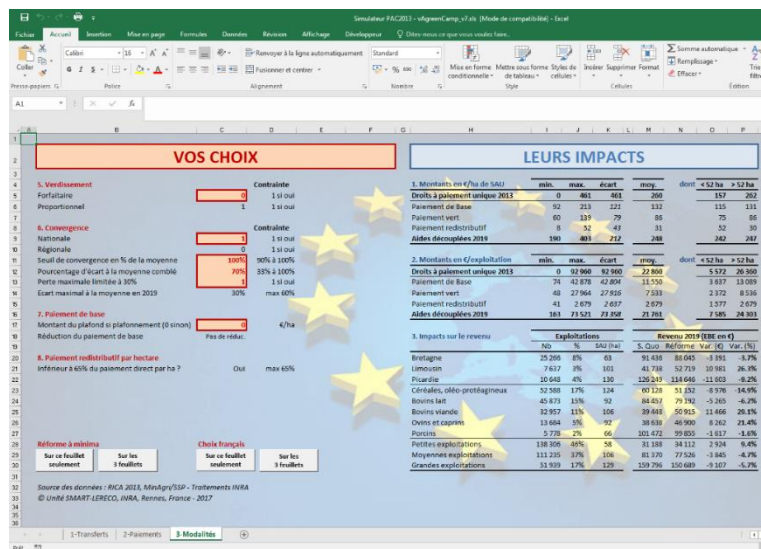 Simulateur PAC2013 - vAgreenCamp_v7.xls [Mode de compatibilité] - Excel
Fichier Accueil Insertion Mise en page Formules Données Révision Affichage Développeur Dites-nous ce que vous voulez faire.
Calibri 16 Renvoyer à la ligne automatiquement Standard Somme automatique
Coller G I S Fusionner et centrer % 000 Mise en forme conditionnelle Mettre sous forme de tableau Styles de cellules Insérer Supprimer Format Remplissage Effacer
Presse-papiers Police Alignement Nombre Style Cellules Édition
A1
A B C D E F G H I J K L M N O P
VOS CHOIX LEURS IMPACTS
5. Verdissement Contrainte 1. Montants en €/ha de SAU min. max. écart moy. dont < 52 ha > 52 ha
Forfaitaire 0 1 si oui Droits à paiement unique 2013 0 461 461 260 157 262
Proportionnel 1 1 si oui Paiement de Base 92 213 121 132 115 131
Paiement vert 60 139 79 86 75 86
6. Convergence Contrainte Paiement redistributif 8 52 43 31 52 30
Nationale 1 1 si oui Aides découplées 2019 190 403 212 248 242 247
Régionale 0 1 si oui
Seuil de convergence en % de la moyenne 100% 90% à 100% 2. Montants en €/exploitation min. max. écart moy. dont < 52 ha > 52 ha
Pourcentage d'écart à la moyenne comblé 70% 33% à 100% Droits à paiement unique 2013 0 92 960 92 960 22 860 5 572 26 360
Perte maximale limitée à 30% 1 1 si oui Paiement de Base 74 42 878 42 804 11 550 3 637 13 089
Ecart maximal à la moyenne en 2019 30% max 60% Paiement vert 48 27 964 27 916 7 533 2 372 8 536
Paiement redistributif 41 2 679 2 637 2 679 1 577 2 679
7. Paiement de base Aides découplées 2019 163 73 521 73 358 21 761 7 585 24 303
Montant du plafond si plafonnement (0 sinon) 0 €/ha
Réduction du paiement de base Pas de réduc. 3. Impacts sur le revenu Exploitations Revenu 2019 (EBE en €)
Nb % SAU (ha) S. Quo Réforme Var. (€) Var. (%)
8. Paiement redistributif par hectare Bretagne 25 266 8% 63 91 436 88 045 -3 391 -3.7%
Inférieur à 65% du paiement direct par ha ? Oui max 65% Limousin 7 637 3% 101 41 738 52 719 10 981 26.3%
Picardie 10 648 4% 130 126 249 114 646 -11 603 -9.2%
Céréales, oléo-protéagineux 52 588 17% 124 60 128 51 152 -8 976 -14.9%
Bovins lait 45 873 15% 92 84 457 79 192 -5 265 -6.2%
Bovins viande 32 957 11% 106 39 448 50 915 11 466 29.1%
Ovins et caprins 13 684 5% 92 38 638 46 900 8 262 21.4%
Porcins 5 778 2% 66 101 472 99 855 -1 617 -1.6%
Réforme à minima Choix français Petites exploitations 138 306 46% 58 31 188 34 112 2 924 9.4%
Sur ce feuillet seulement Sur les 3 feuillets Sur ce feuillet seulement Sur les 3 feuillets Moyennes exploitations 111 235 37% 106 81 370 77 526 -3 845 -4.7%
Grandes exploitations 51 939 17% 129 159 796 150 689 -9 107 -5.7%
Source des données : RICA 2013, MinAgri/SSP - Traitements INRA
© Unité SMART-LERECO, INRA, Rennes, France - 2017
1-Transferts 2-Paiements 3-Modalités
Prêt